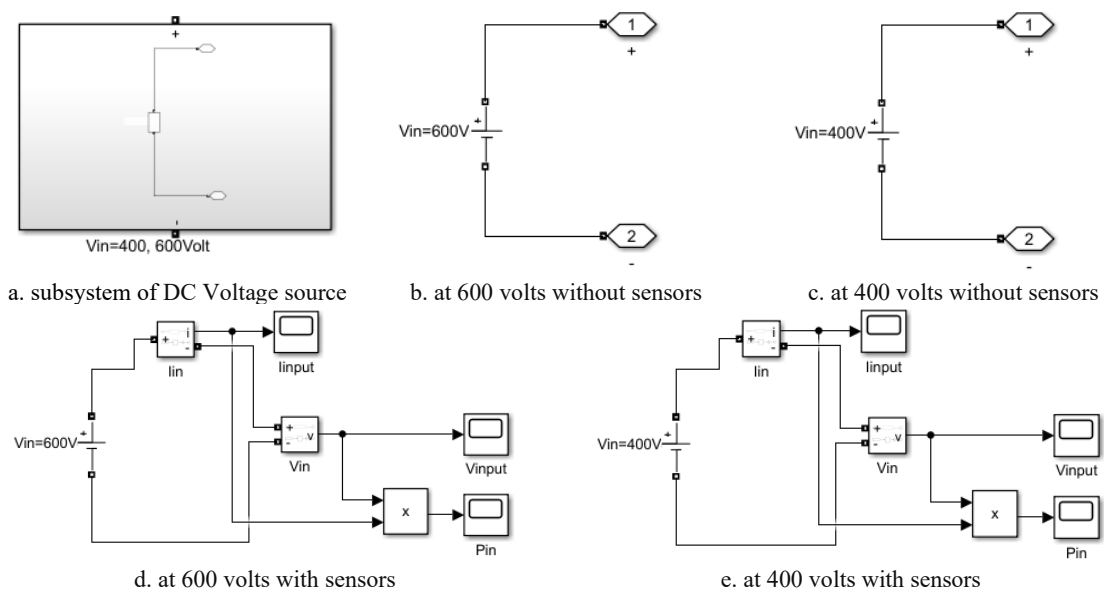 +
-
Vin=400, 600Volt
1
+
Vin=600V
+
2
-
1
+
Vin=400V
+
2
-
a. subsystem of DC Voltage source
b. at 600 volts without sensors
c. at 400 volts without sensors
+
i
-
Iin
Iinput
Vin=600V
+
+
-
v
Vin
Vinput
x
Pin
+
i
-
Iin
Iinput
Vin=400V
+
+
-
v
Vin
Vinput
x
Pin
d. at 600 volts with sensors
e. at 400 volts with sensors